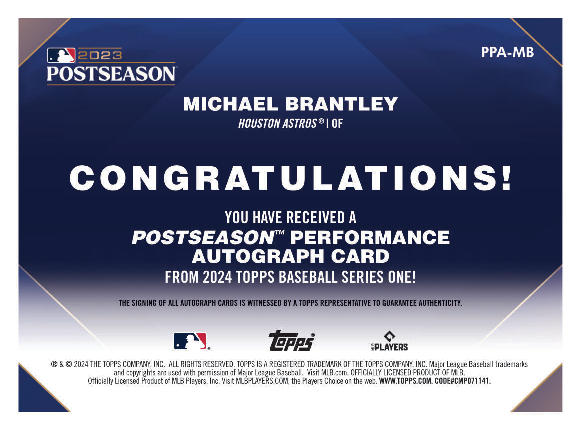 PPA-MB
2023
POSTSEASON
MICHAEL BRANTLEY
HOUSTON ASTROS® | OF
CONGRATULATIONS!
YOU HAVE RECEIVED A
POSTSEASON™ PERFORMANCE
AUTOGRAPH CARD
FROM 2024 TOPPS BASEBALL SERIES ONE!
THE SIGNING OF ALL AUTOGRAPH CARDS IS WITNESSED BY A TOPPS REPRESENTATIVE TO GUARANTEE AUTHENTICITY.
topps PLAYERS
® & © 2024 THE TOPPS COMPANY, INC. ALL RIGHTS RESERVED. TOPPS IS A REGISTERED TRADEMARK OF THE TOPPS COMPANY, INC. Major League Baseball trademarks
and copyrights are used with permission of Major League Baseball. Visit MLB.com. OFFICIALLY LICENSED PRODUCT OF MLB.
Officially Licensed Product of MLB Players, Inc. Visit MLBPLAYERS.COM, the Players Choice on the web. WWW.TOPPS.COM. CODE#CMP071141.